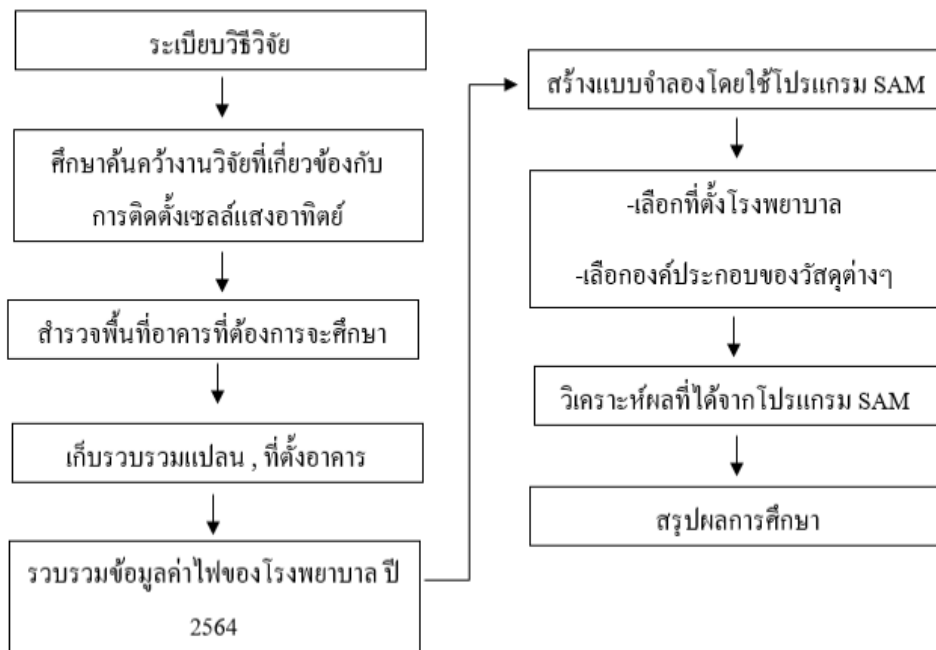 ระเบียบวิธีวิจัย
ศึกษาค้นคว้างานวิจัยที่เกี่ยวข้องกับ
การติดตั้งเซลล์แสงอาทิตย์
สำรวจพื้นที่อาคารที่ต้องการจะศึกษา
เก็บรวบรวมแปลน , ที่ตั้งอาคาร
รวบรวมข้อมูลค่าไฟของโรงพยาบาล ปี
2564
สร้างแบบจำลองโดยใช้โปรแกรม SAM
-เลือกที่ตั้งโรงพยาบาล
-เลือกองค์ประกอบของวัสดุต่างๆ
วิเคราะห์ผลที่ได้จากโปรแกรม SAM
สรุปผลการศึกษา